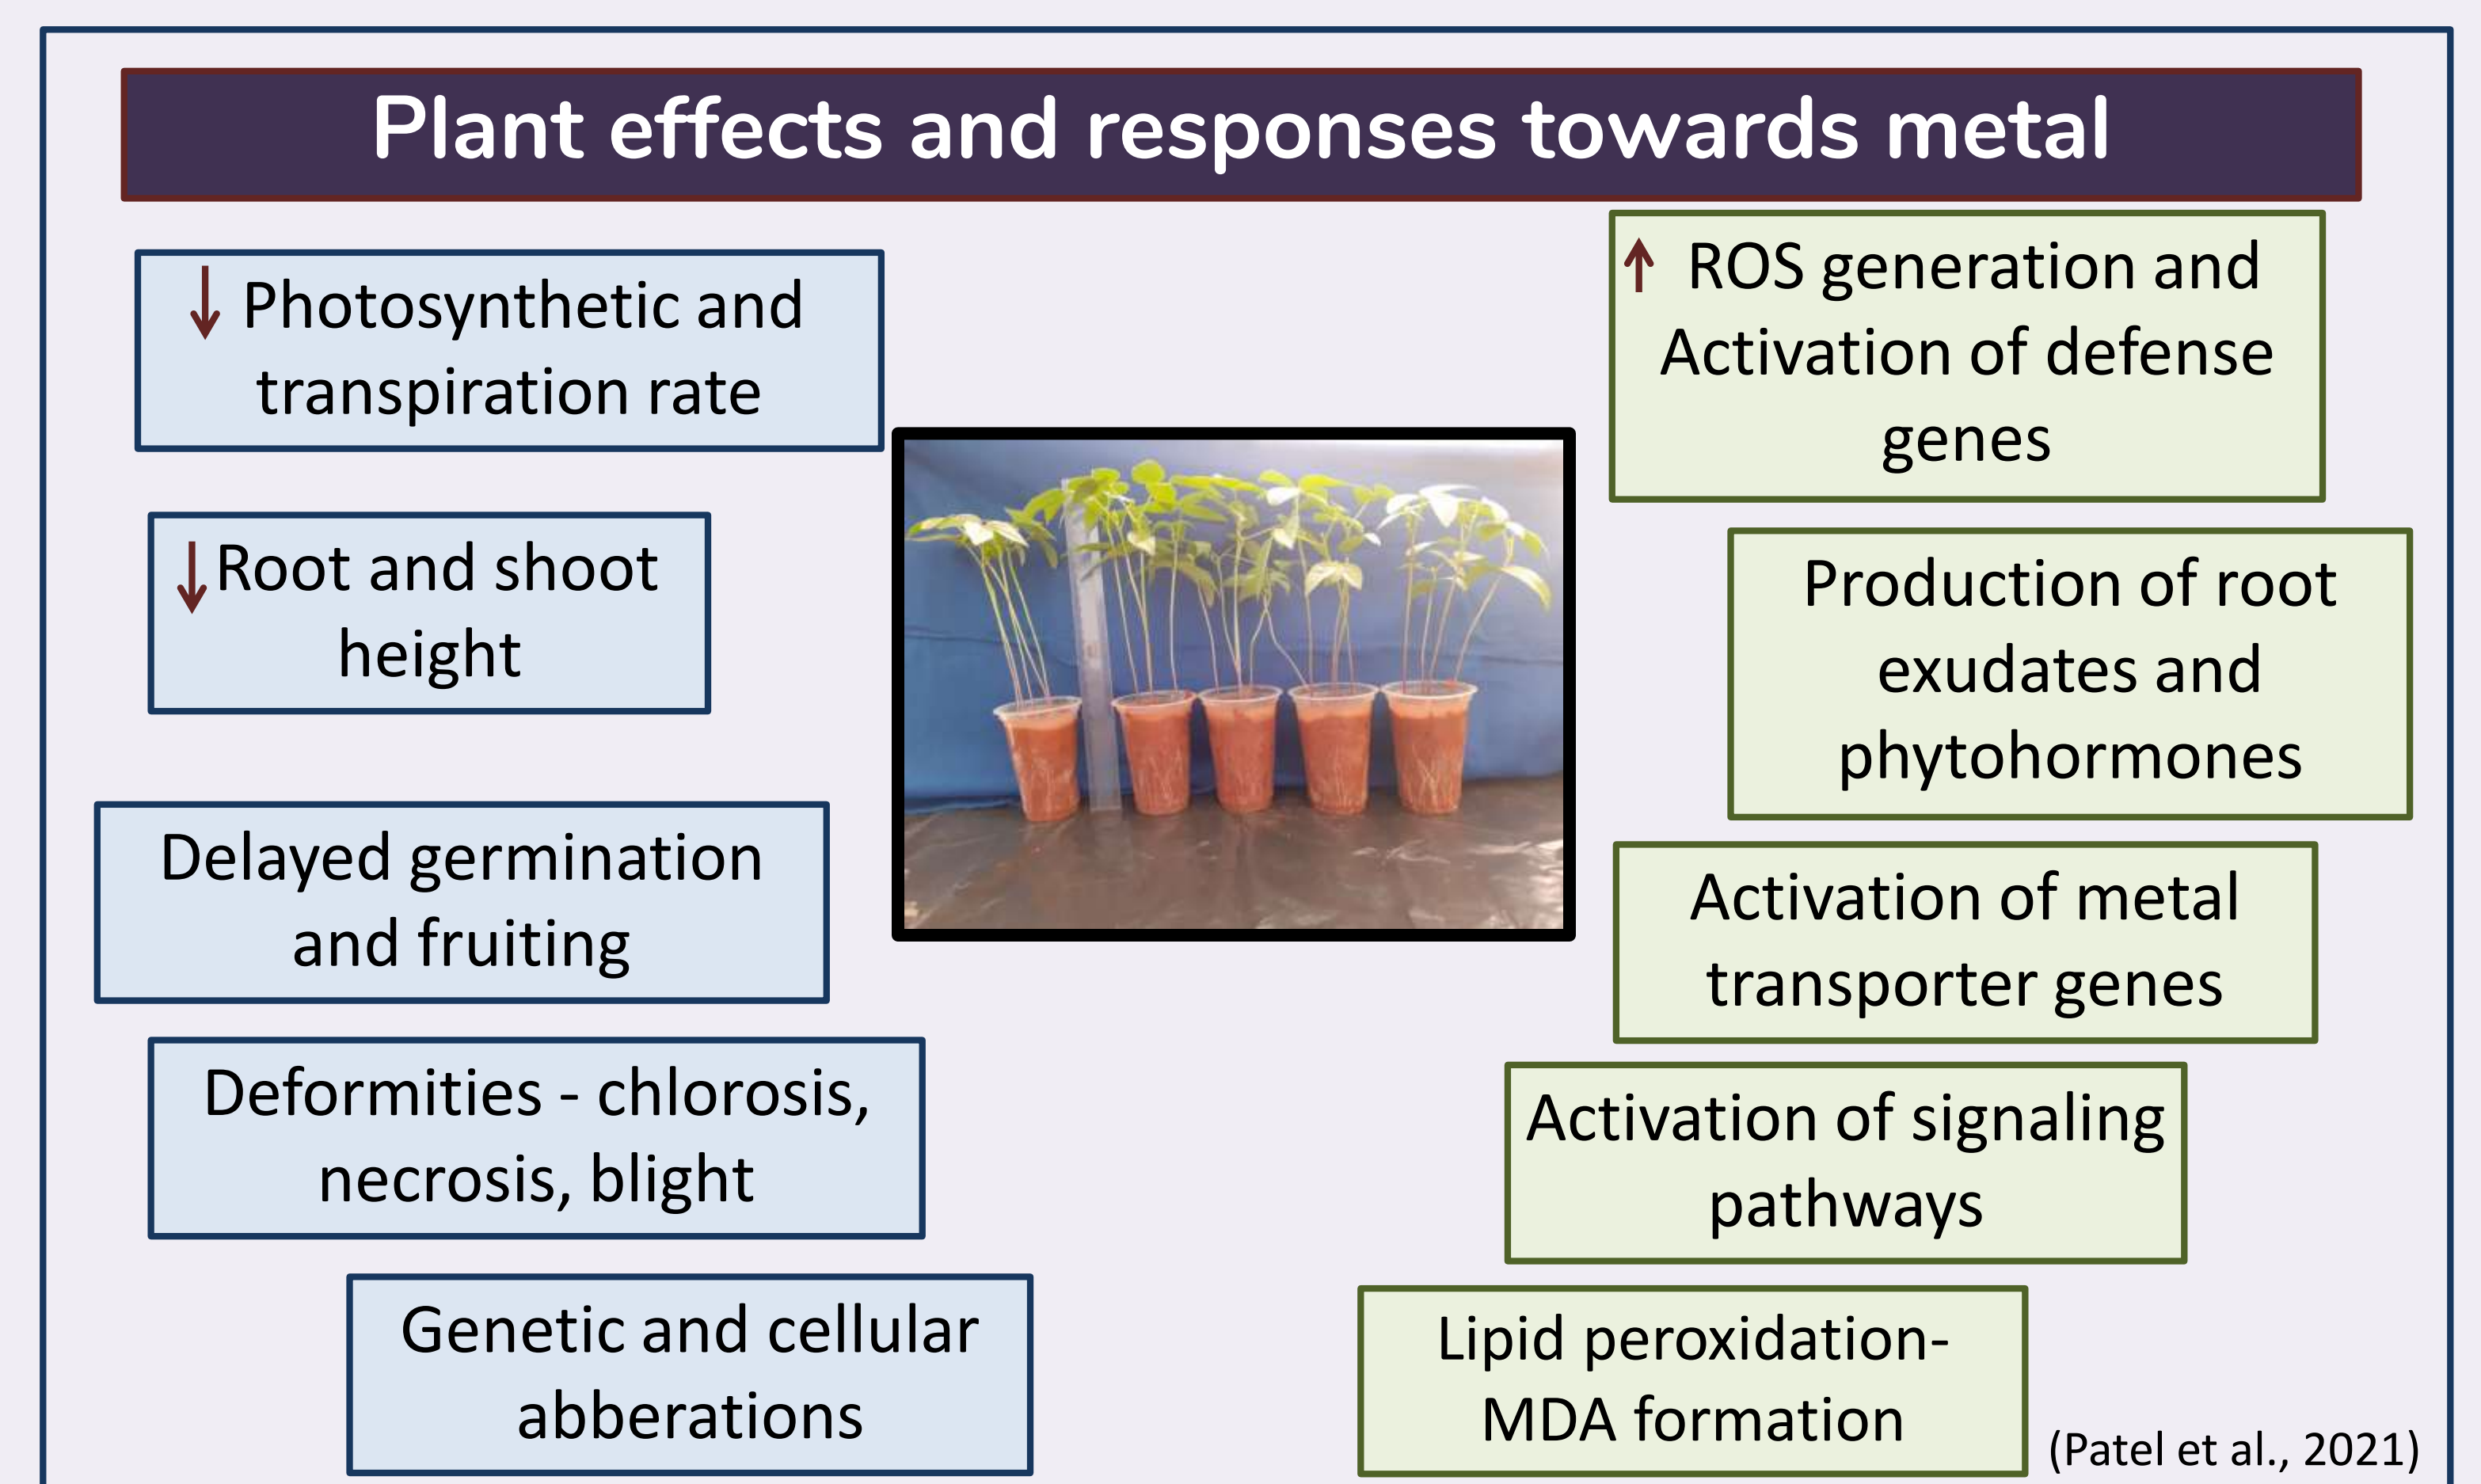 Plant effects and responses towards metal
↓ Photosynthetic and
transpiration rate
↓ Root and shoot
height
Delayed germination
and fruiting
Deformities - chlorosis,
necrosis, blight
Genetic and cellular
abberations
↑ ROS generation and
Activation of defense
genes
Production of root
exudates and
phytohormones
Activation of metal
transporter genes
Activation of signaling
pathways
Lipid peroxidation-
MDA formation
(Patel et al., 2021)